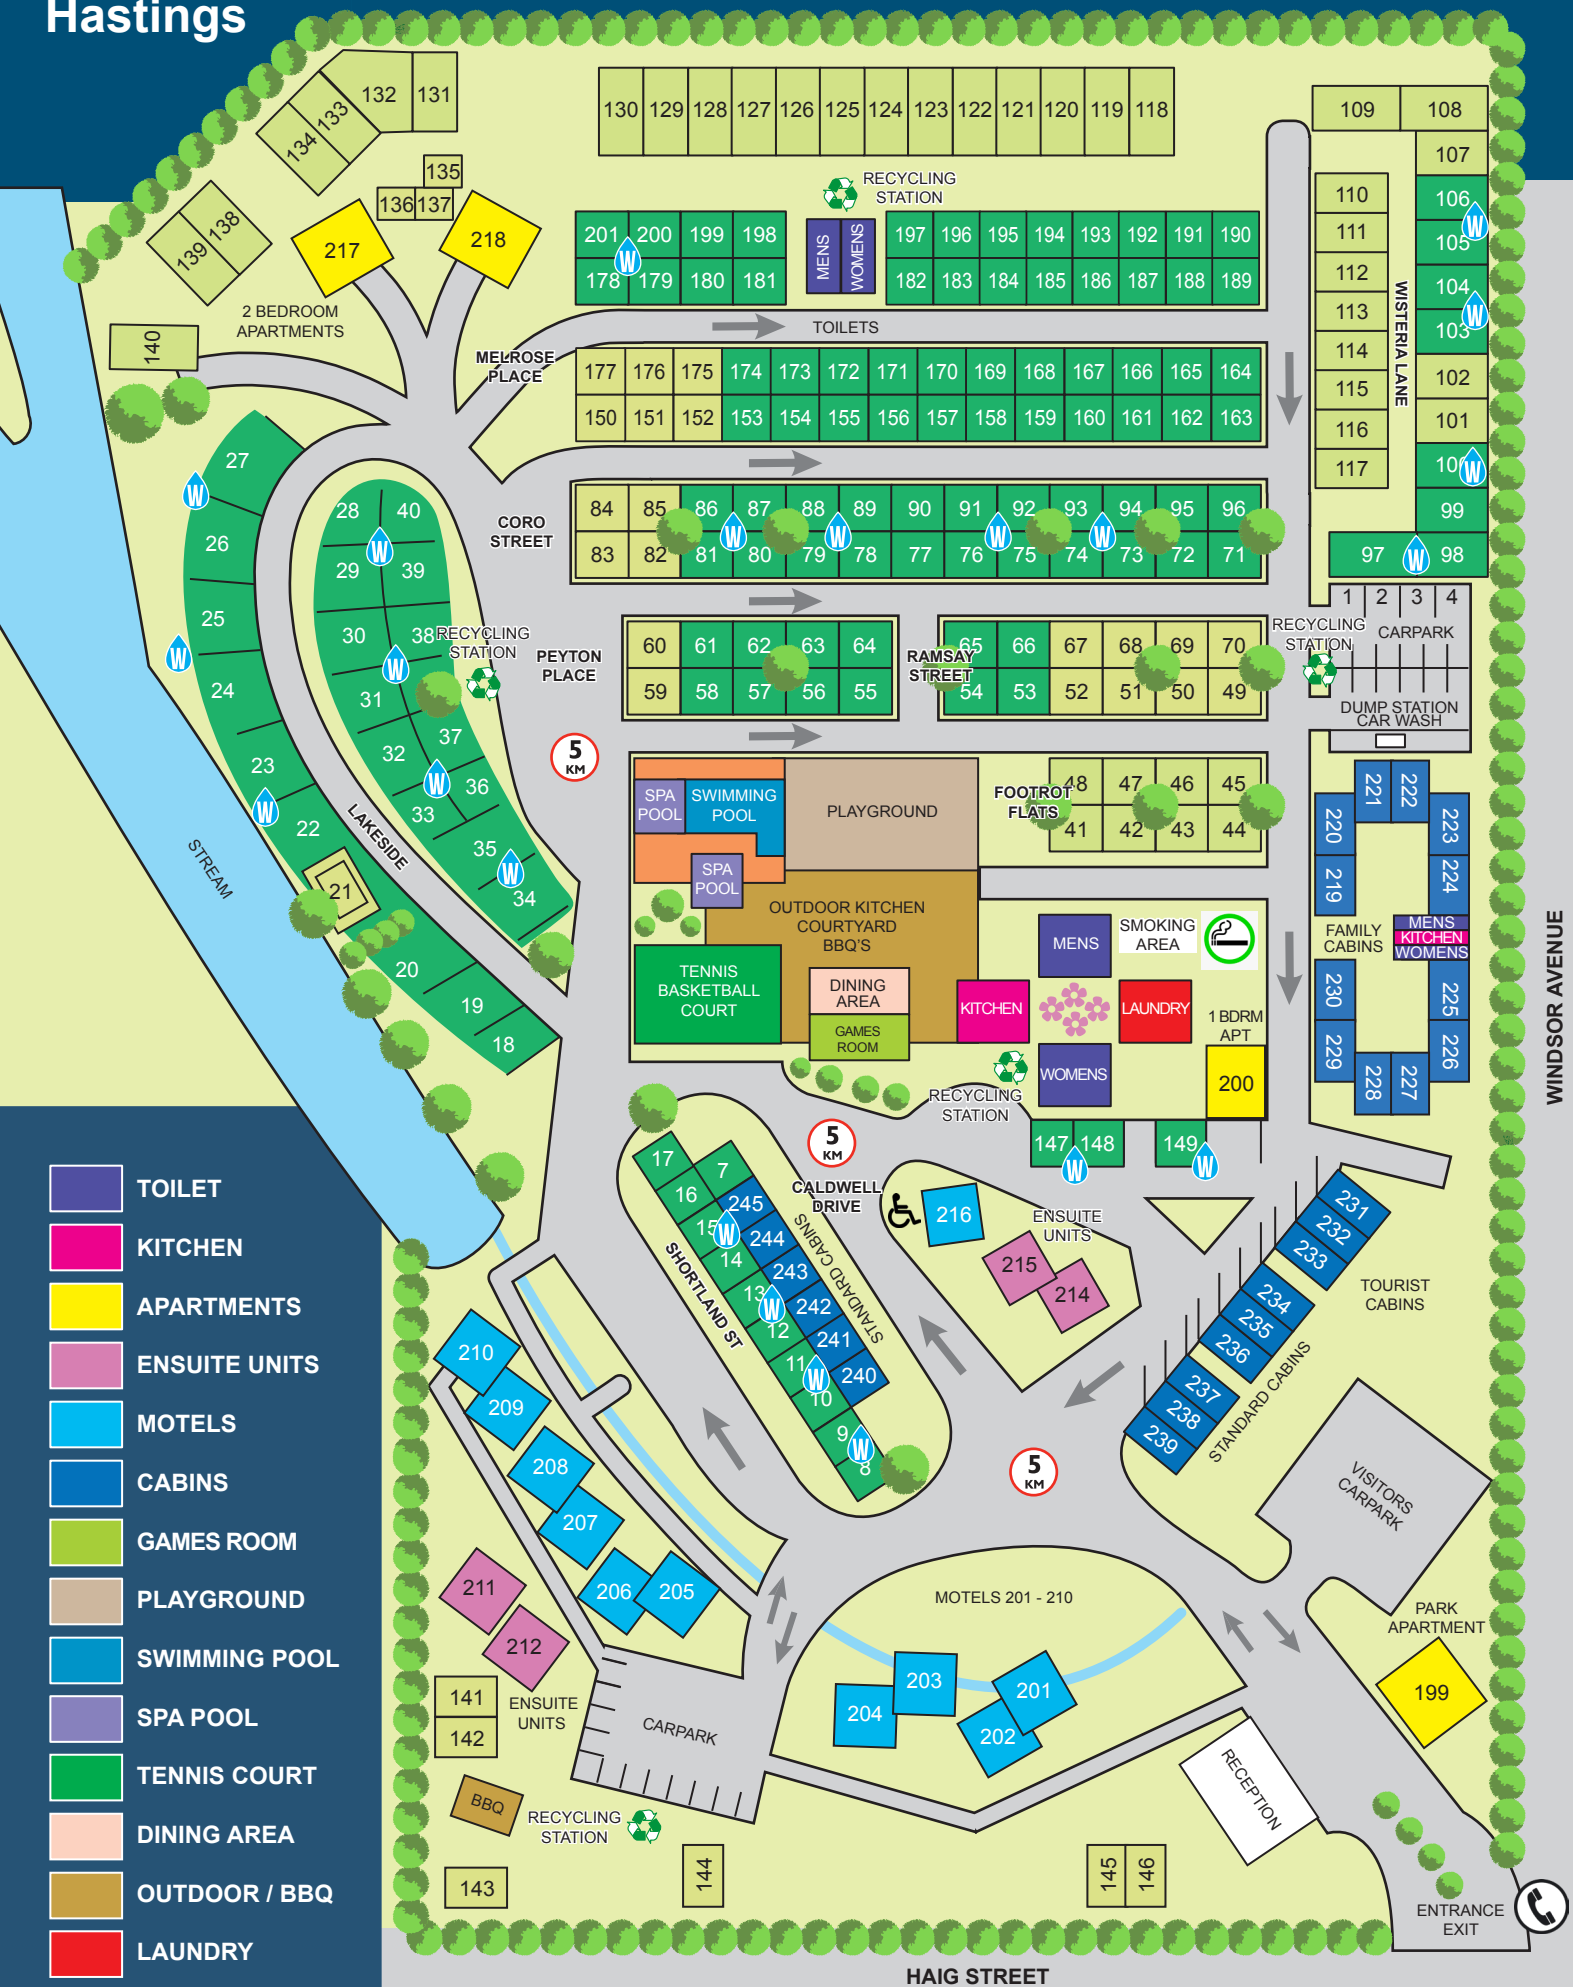 Hastings
132 131
133
134
135
136 137
138
139
217
218
2 BEDROOM
APARTMENTS
140
130 129 128 127 126 125 124 123 122 121 120 119 118
RECYCLING
STATION
201 200 199 198
178 179 180 181
W
MENS
WOMENS
197 196 195 194 193 192 191 190
182 183 184 185 186 187 188 189
TOILETS
MELROSE
PLACE
177 176 175 174 173 172 171 170 169 168 167 166 165 164
150 151 152 153 154 155 156 157 158 159 160 161 162 163
109 108
107
106
W
105
104
W
103
102
101
100
W
99
97 W 98
110
111
112
113
114
115
116
117
WISTERIA LANE
CORO
STREET
84 85 86 87 88 89 90 91 92 93 94 95 96
W W W W
83 82 81 80 79 78 77 76 75 74 73 72 71
27
W
26
25
W
24
23
W
22
21
20
19
18
28 40
W
29 39
30 38
W
31
37
32
W
36
33
35
W
34
LAKESIDE
STREAM
RECYCLING
STATION
PEYTON
PLACE
60 61 62 63 64
59 58 57 56 55
RAMSAY
STREET
65 66 67 68 69 70
54 53 52 51 50 49
RECYCLING
STATION
1 2 3 4
CARPARK
DUMP STATION
CAR WASH
5
KM
SPA
POOL
SWIMMING
POOL
PLAYGROUND
SPA
POOL
OUTDOOR KITCHEN
COURTYARD
BBQ'S
TENNIS
BASKETBALL
COURT
DINING
AREA
GAMES
ROOM
FOOTROT
FLATS
48 47 46 45
41 42 43 44
MENS
SMOKING
AREA
KITCHEN
LAUNDRY
WOMENS
1 BDRM
APT
200
RECYCLING
STATION
147 148
W
149
W
221 222
220 223
219 224
FAMILY
CABINS
MENS
KITCHEN
WOMENS
230 225
229 226
228 227
WINDSOR AVENUE
5
KM
CALDWELL
DRIVE
17
7
16
245
15
W
244
14
243
13
W
242
12
241
11
W
240
10
9
W
8
SHORTLAND ST
STANDARD CABINS
216
ENSUITE
UNITS
215
214
231
232
233
TOURIST
CABINS
234
235
236
237
238
239
STANDARD CABINS
VISITORS
CARPARK
5
KM
210
209
208
207
206 205
211
212
ENSUITE
UNITS
141
142
CARPARK
BBQ
RECYCLING
STATION
143
144
MOTELS 201 - 210
203
204
201
202
145
146
RECEPTION
PARK
APARTMENT
199
ENTRANCE
EXIT
HAIG STREET
TOILET
KITCHEN
APARTMENTS
ENSUITE UNITS
MOTELS
CABINS
GAMES ROOM
PLAYGROUND
SWIMMING POOL
SPA POOL
TENNIS COURT
DINING AREA
OUTDOOR / BBQ
LAUNDRY